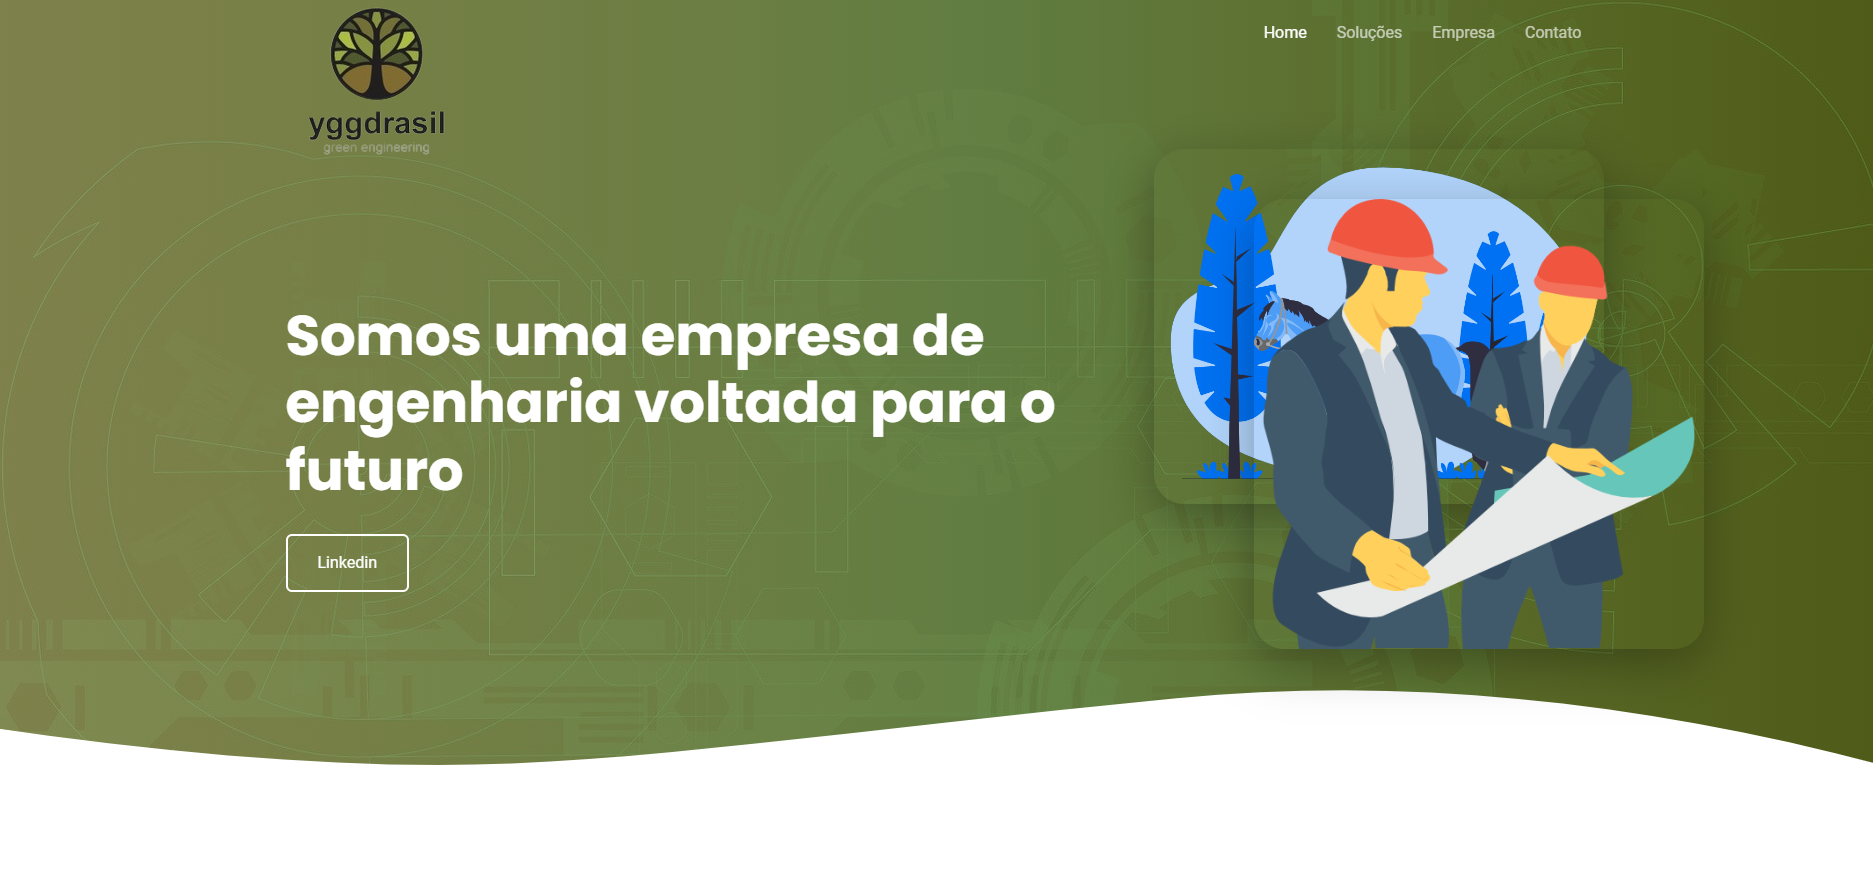 yggdrasil
green engineering
Home Soluções Empresa Contato
Somos uma empresa de
engenharia voltada para o
futuro
Linkedin